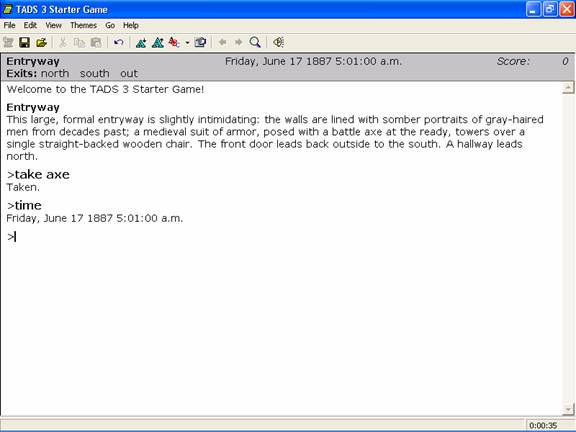 TADS 3 Starter Game
File Edit View Themes Go Help
Entryway Friday, June 17 1887 5:01:00 a.m. Score: 0
Exits: north south out
Welcome to the TADS 3 Starter Game!
Entryway
This large, formal entryway is slightly intimidating: the walls are lined with somber portraits of gray-haired
men from decades past; a medieval suit of armor, posed with a battle axe at the ready, towers over a
single straight-backed wooden chair. The front door leads back outside to the south. A hallway leads
north.
>take axe
Taken.
>time
Friday, June 17 1887 5:01:00 a.m.
>
0:00:35